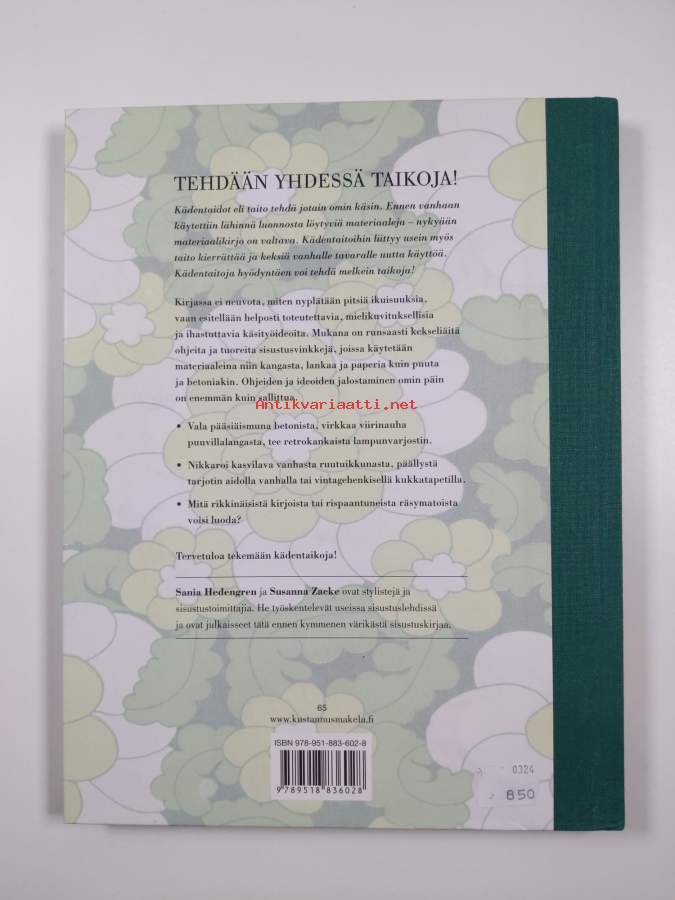 TEHDÄÄN YHDESSÄ TAIKOJA!
Kädentaidot eli taito tehdä jotain omin käsin. Ennen vanhaan
käytettiin lähinnä luonnosta löytyviä materiaaleja – nykyään
materiaalikirjo on valtava. Kädentaitoihin liittyy usein myös
taito kierrättää ja keksiä vanhalle tavaralle uutta käyttöä.
Kädentaitoja hyödyntäen voi tehdä melkein taikoja!
Kirjassa ei neuvota, miten nyplätään pitsiä ikuisuuksia,
vaan esitellään helposti toteutettavia, mielikuvituksellisia
ja ihastuttavia käsityöideoita. Mukana on runsaasti kekseliäitä
ohjeita ja tuoreita sisustusvinkkejä, joissa käytetään
materiaaleina niin kangasta, lankaa ja paperia kuin puuta
ja betoniakin. Ohjeiden ja ideoiden jalostaminen omin päin
on enemmän kuin sallittua.
Antikvariaatti.net
• Vala pääsiäismuna betonista, virkkaa viirinauha
puuvillalangasta, tee retrokankaista lampunvarjostin.
• Nikkaroi kasvilava vanhasta ruutuikkunasta, päällystä
tarjotin aidolla vanhalla tai vintagehenkisellä kukkatapetilla.
• Mitä rikkinäisistä kirjoista tai rispaantuneista räsymatoista
voisi luoda?
Tervetuloa tekemään kädentaikoja!
Sania Hedengren ja Susanna Zacke ovat stylistejä ja
sisustustoimittajia. He työskentelevät useissa sisustuslehdissä
ja ovat julkaisseet tätä ennen kymmenen värikästä sisustuskirjaa.
65
www.kustannusmakela.fi
ISBN 978-951-883-602-8
9 789518 836028
0324
850